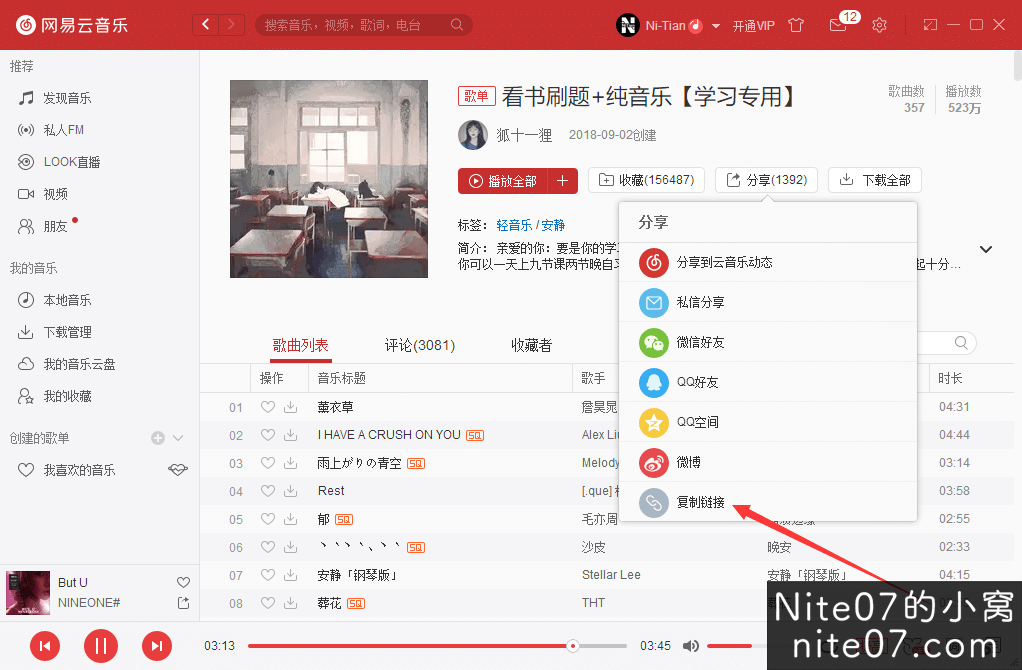 网易云音乐
搜索音乐，视频，歌词，电台
Ni-Tian
开通VIP
12
推荐
发现音乐
私人FM
LOOK直播
视频
朋友
我的音乐
本地音乐
下载管理
我的音乐云盘
我的收藏
创建的歌单
我喜欢的音乐
But U
NINEONE#
歌单 看书刷题+纯音乐【学习专用】
歌曲数 播放数
357 523万
狐十一狸 2018-09-02创建
播放全部 + 收藏(156487) 分享(1392) 下载全部
标签： 轻音乐 / 安静
简介： 亲爱的你：要是你的学
你可以一天上九节课两节晚自 起十分...
分享
分享到云音乐动态
私信分享
微信好友
QQ好友
QQ空间
微博
复制链接
歌曲列表 评论(3081) 收藏者
操作 音乐标题 歌手 时长
01 薰衣草 詹昊晃 04:31
02 I HAVE A CRUSH ON YOU SQ Alex Liu 04:44
03 雨上がりの青空 SQ Melody 03:14
04 Rest [.que] 03:58
05 郁 SQ 毛亦周 02:55
06 丶丶丶、丶丶 SQ 沙皮 晚安 02:33
07 安静「钢琴版」 Stellar Lee 安静「钢琴版」 04:15
08 葬花 SQ THT
03:13 03:45
Nite07的小窝
nite07.com